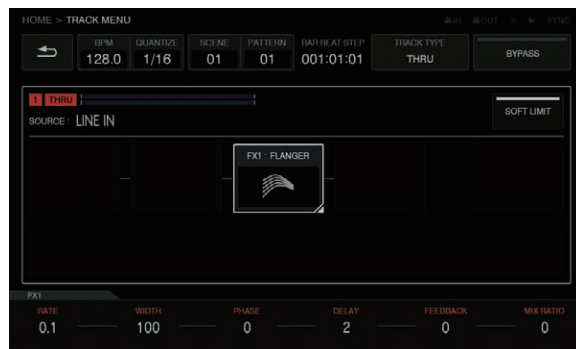 HOME > TRACK MENU
IN OUT SYNC
BPM QUANTIZE SCENE PATTERN BAR:BEAT:STEP TRACK TYPE
128.0 1/16 01 01 001:01:01 THRU BYPASS
1 THRU
SOFT LIMIT
SOURCE : LINE IN
FX1 : FLANGER
FX1
RATE WIDTH PHASE DELAY FEEDBACK MIX RATIO
0.1 100 0 2 0 0